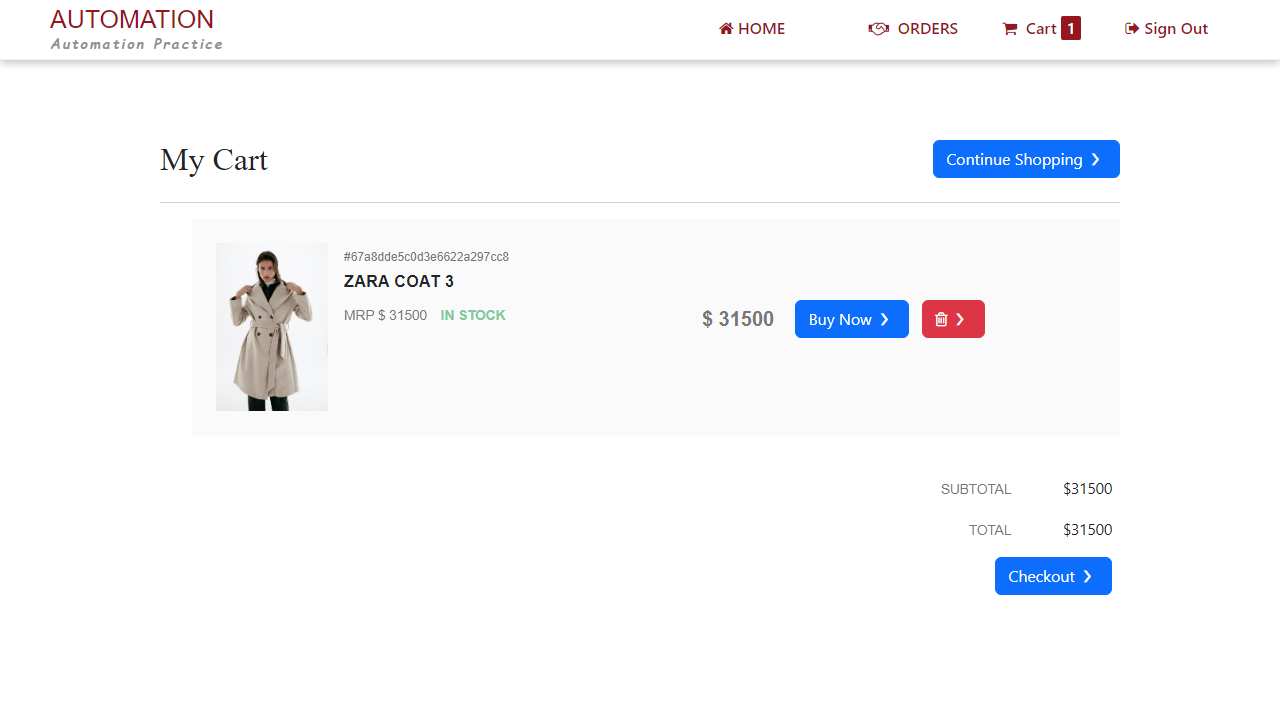 AUTOMATION
Automation Practice
HOME
ORDERS
Cart 1
Sign Out
My Cart
Continue Shopping ❯
#67a8dde5c0d3e6622a297cc8
ZARA COAT 3
MRP $ 31500 IN STOCK
$ 31500
Buy Now ❯
❯
SUBTOTAL $31500
TOTAL $31500
Checkout ❯